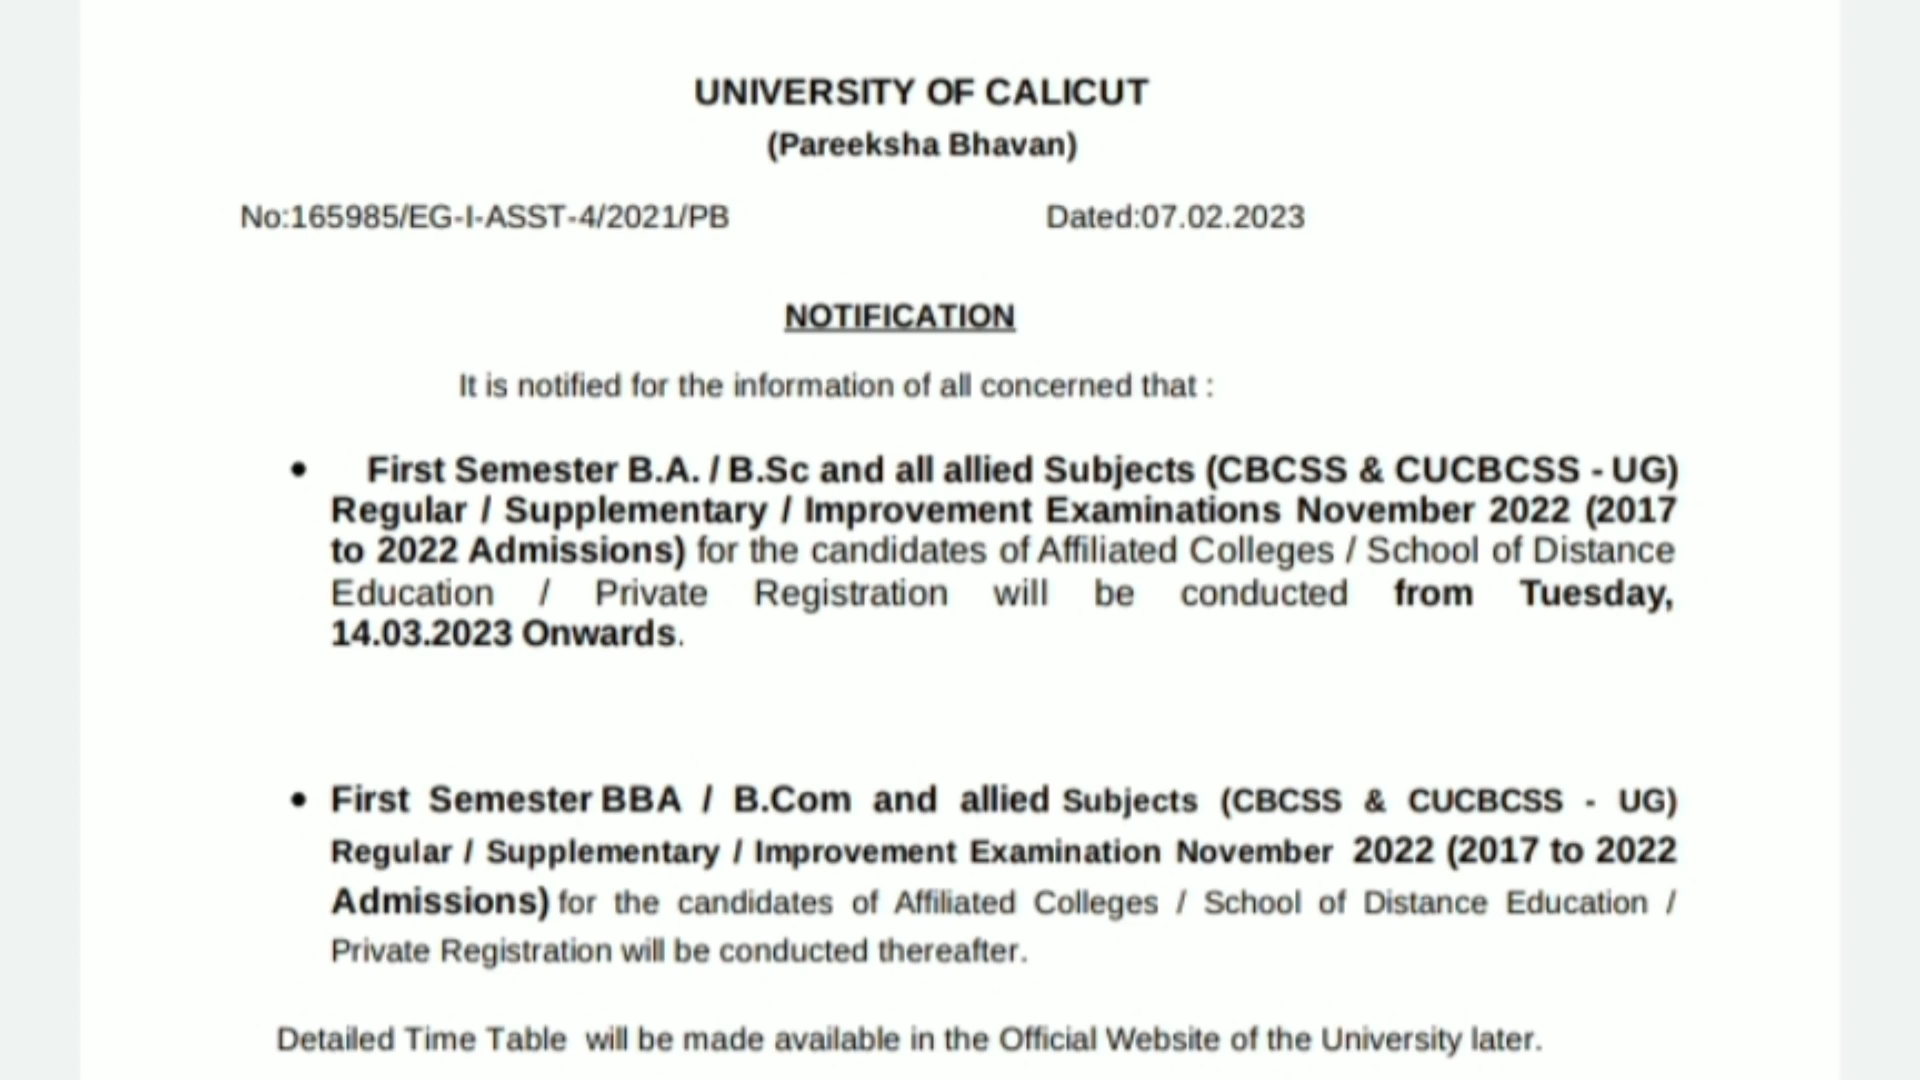 UNIVERSITY OF CALICUT
(Pareeksha Bhavan)
No:165985/EG-I-ASST-4/2021/PB Dated:07.02.2023
NOTIFICATION
It is notified for the information of all concerned that :
• First Semester B.A. / B.Sc and all allied Subjects (CBCSS & CUCBCSS - UG)
Regular / Supplementary / Improvement Examinations November 2022 (2017
to 2022 Admissions) for the candidates of Affiliated Colleges / School of Distance
Education / Private Registration will be conducted from Tuesday,
14.03.2023 Onwards.
• First Semester BBA / B.Com and allied Subjects (CBCSS & CUCBCSS - UG)
Regular / Supplementary / Improvement Examination November 2022 (2017 to 2022
Admissions) for the candidates of Affiliated Colleges / School of Distance Education /
Private Registration will be conducted thereafter.
Detailed Time Table will be made available in the Official Website of the University later.